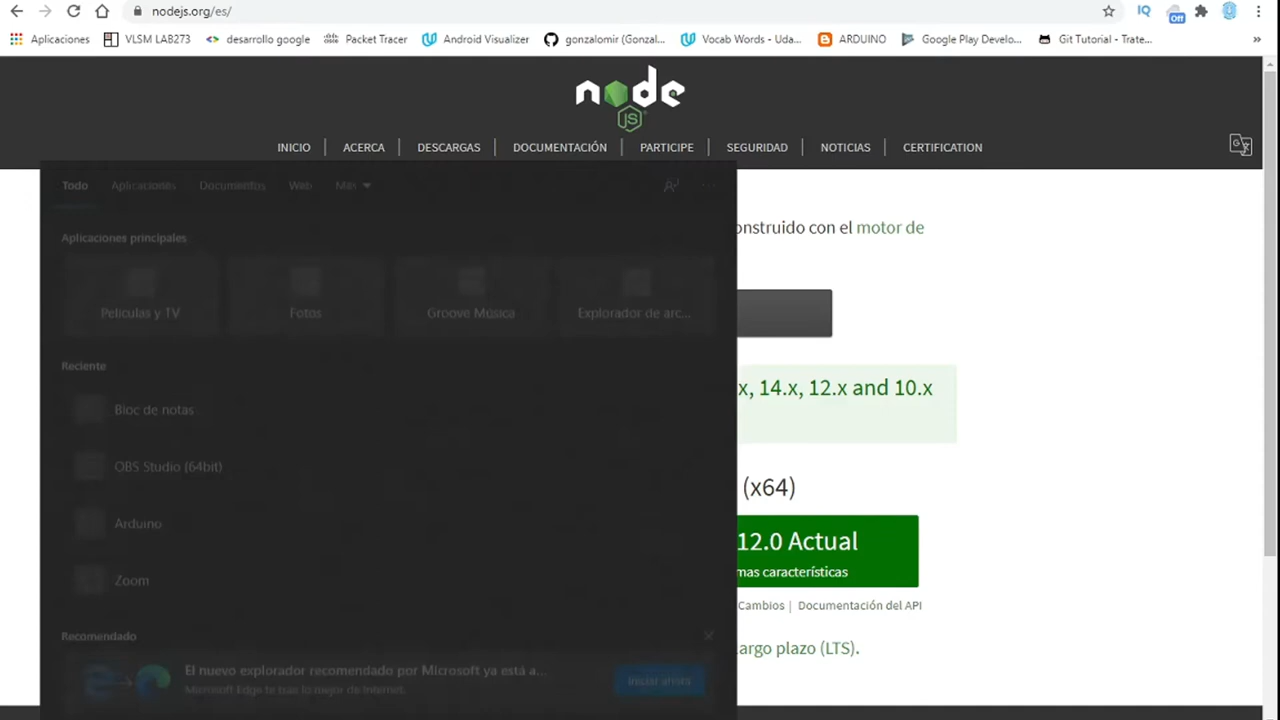 nodejs.org/es/
Off
Aplicaciones
VLSM LAB273
desarrollo google
Packet Tracer
Android Visualizer
gonzalomir (Gonzal...
Vocab Words - Uda...
ARDUINO
Google Play Develo...
Git Tutorial - Trate...
»
node
JS
INICIO
ACERCA
DESCARGAS
DOCUMENTACIÓN
PARTICIPE
SEGURIDAD
NOTICIAS
CERTIFICATION
Todo
Aplicaciones
Documentos
Web
Más
onstruido con el motor de
Aplicaciones principales
Películas y TV
Fotos
Groove Música
Explorador de arc...
Reciente
x, 14.x, 12.x and 10.x
Bloc de notas
OBS Studio (64bit)
(x64)
Arduino
12.0 Actual
mas características
Zoom
Cambios | Documentación del API
Recomendado
argo plazo (LTS).
El nuevo explorador recomendado por Microsoft ya está a...
Microsoft Edge te trae lo mejor de Internet.
Iniciar ahora